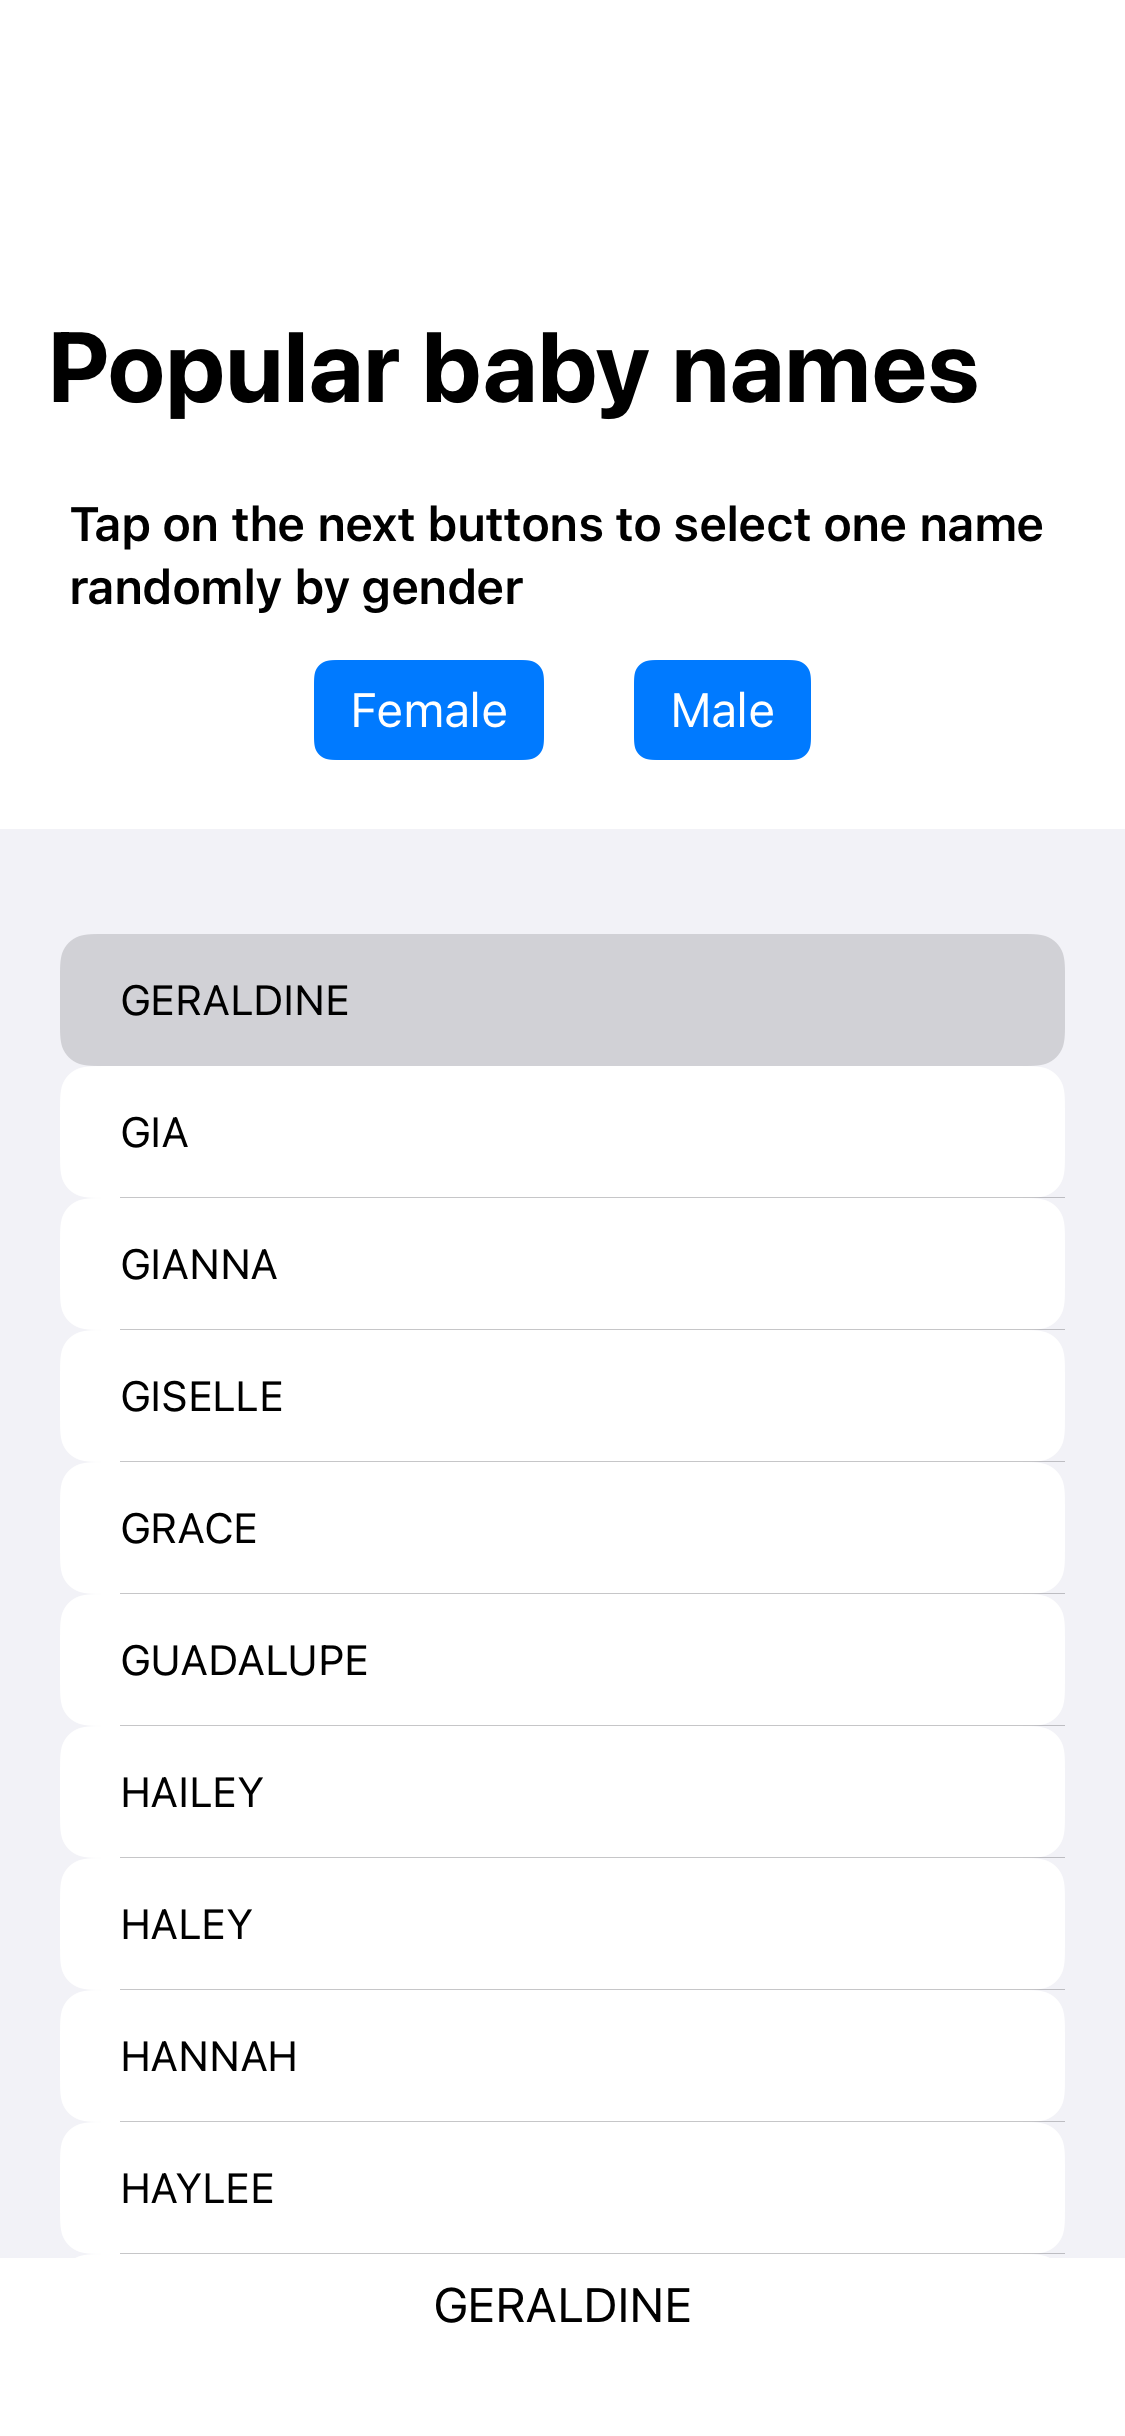 Popular baby names
Tap on the next buttons to select one name
randomly by gender
Female Male
GERALDINE
GIA
GIANNA
GISELLE
GRACE
GUADALUPE
HAILEY
HALEY
HANNAH
HAYLEE
GERALDINE